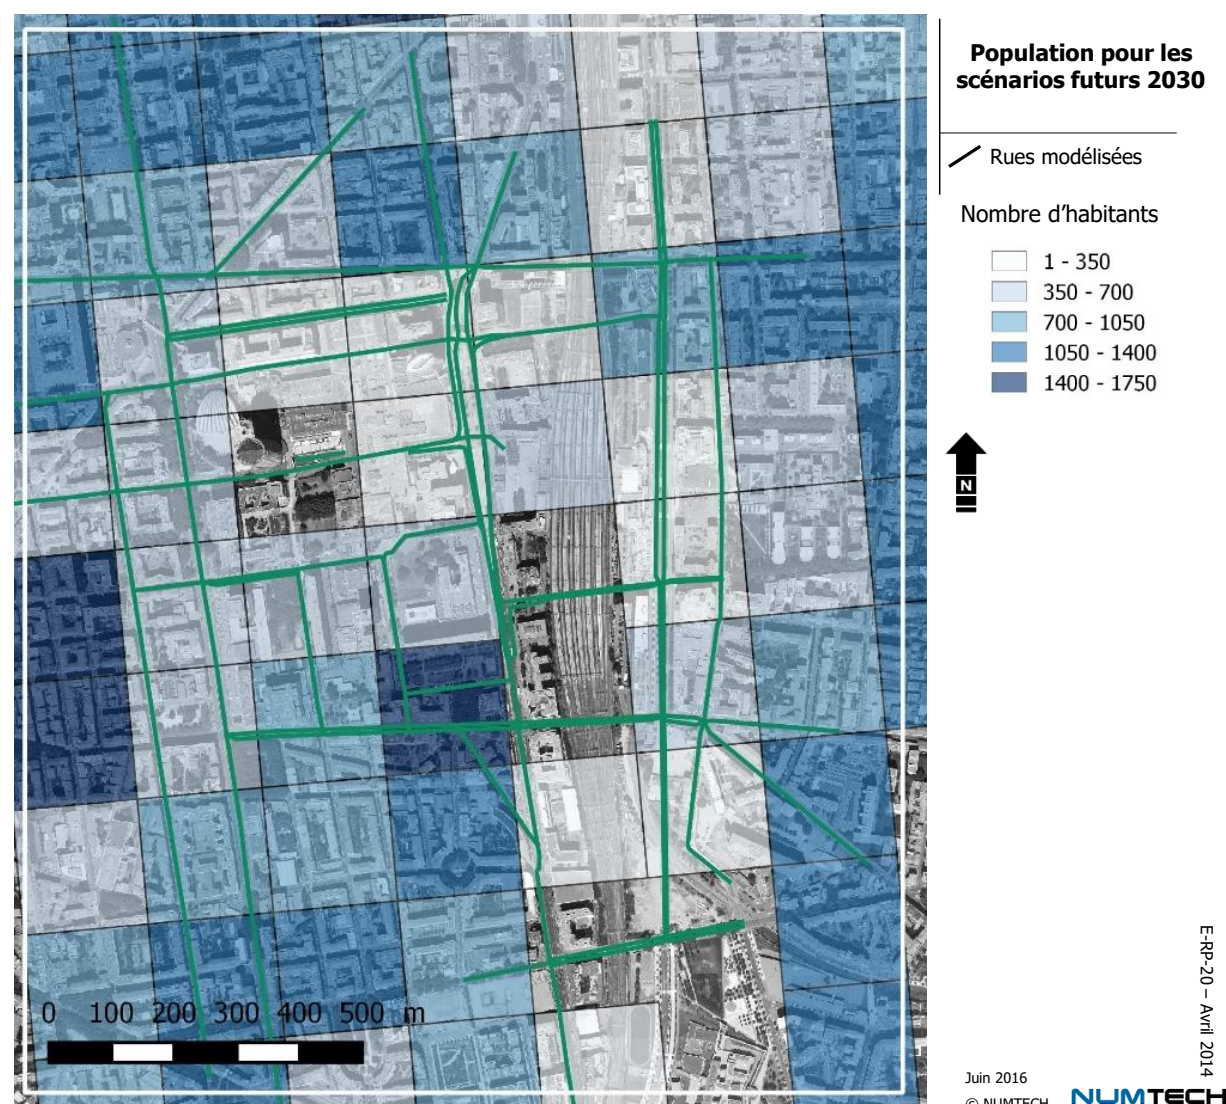 Population pour les
scénarios futurs 2030
Rues modélisées
Nombre d'habitants
1 - 350
350 - 700
700 - 1050
1050 - 1400
1400 - 1750
N
0 100 200 300 400 500 m
E-RP-20 – Avril 2014
Juin 2016
© NUMTECH
NUMTECH